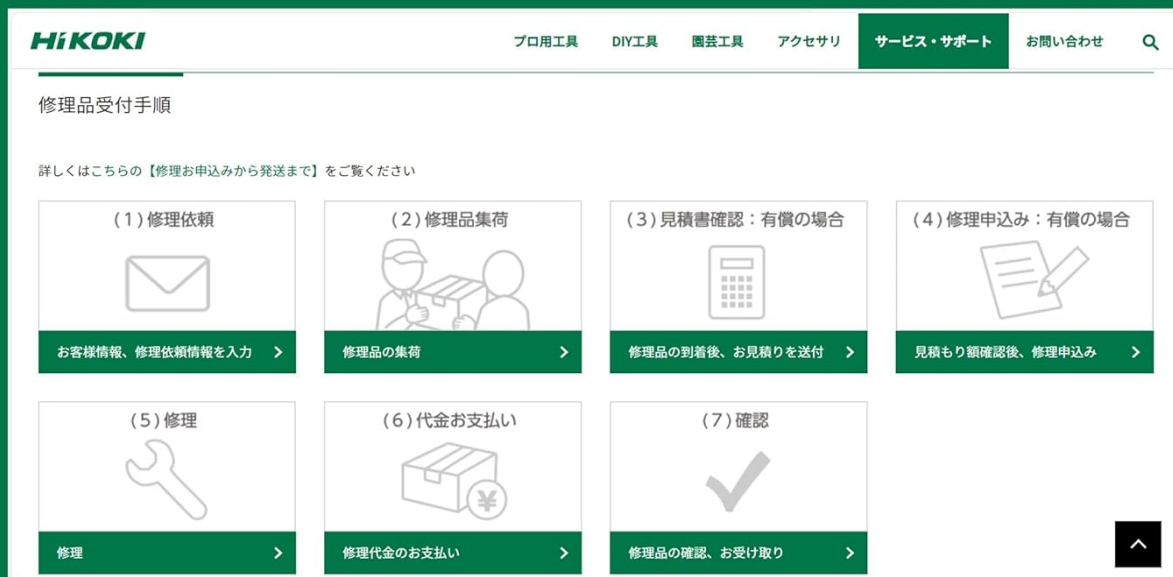 HiKOKI
プロ用工具
DIY工具
園芸工具
アクセサリ
サービス・サポート
お問い合わせ
修理品受付手順
詳しくはこちらの【修理お申込みから発送まで】をご覧ください
(1)修理依頼
お客様情報、修理依頼情報を入力
(2)修理品集荷
修理品の集荷
(3)見積書確認：有償の場合
修理品の到着後、お見積りを送付
(4)修理申込み：有償の場合
見積もり額確認後、修理申込み
(5)修理
修理
(6)代金お支払い
¥
修理代金のお支払い
(7)確認
修理品の確認、お受け取り